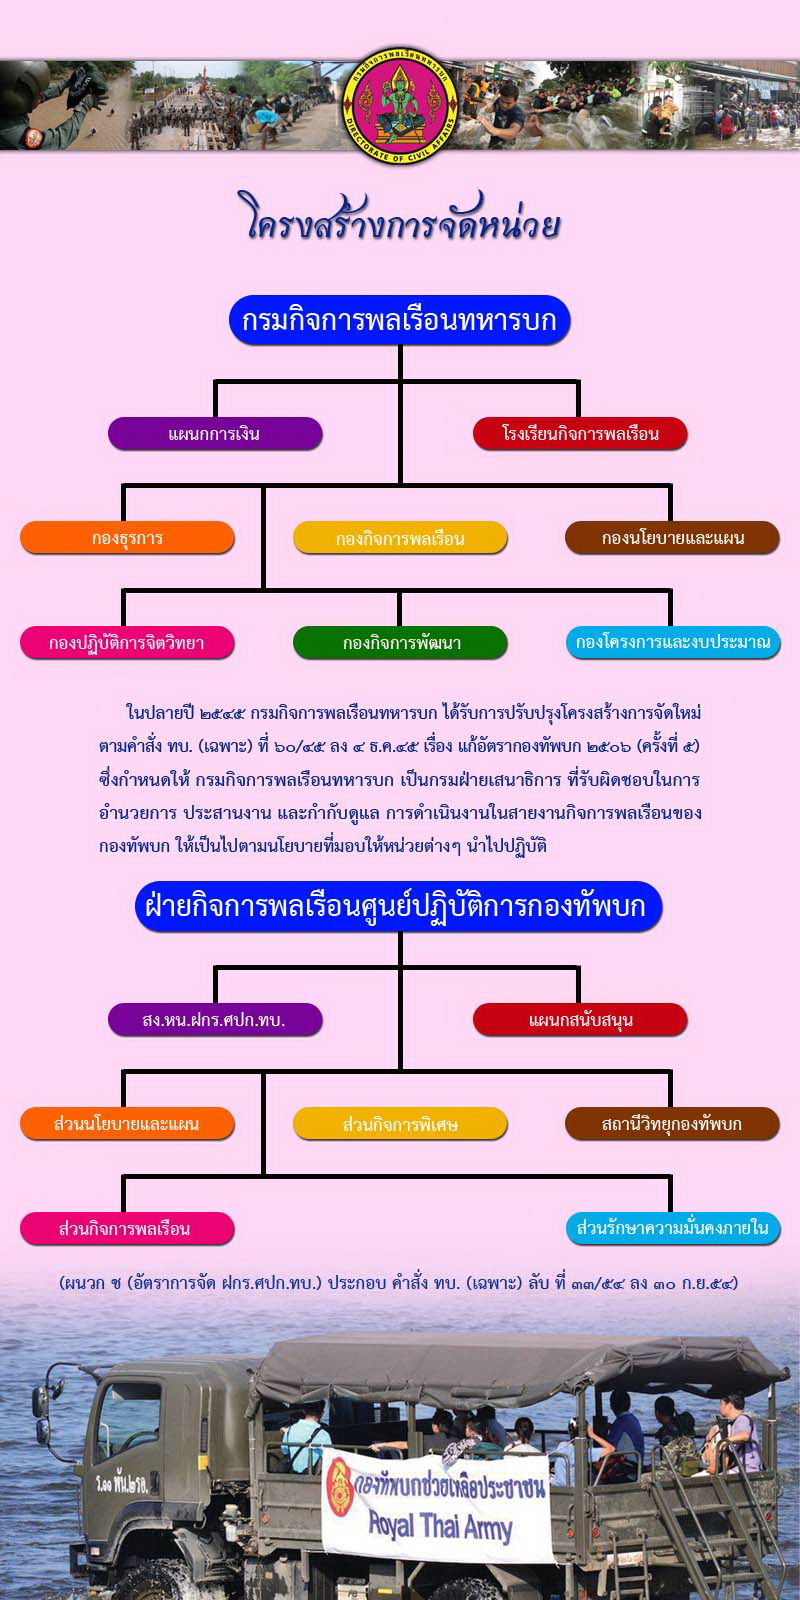 กรมกิจการพลเรือนทหารบก
DIRECTORATE OF CIVIL AFFAIRS
โครงสร้างการจัดหน่วย
กรมกิจการพลเรือนทหารบก
แผนกการเงิน
โรงเรียนกิจการพลเรือน
กองธุรการ
กองกิจการพลเรือน
กองนโยบายและแผน
กองปฏิบัติการจิตวิทยา
กองกิจการพัฒนา
กองโครงการและงบประมาณ
ในปลายปี ๒๕๔๕ กรมกิจการพลเรือนทหารบก ได้รับการปรับปรุงโครงสร้างการจัดใหม่
ตามคำสั่ง ทบ. (เฉพาะ) ที่ ๖๐/๔๕ ลง ๔ ธ.ค.๔๕ เรื่อง แก้อัตรากองทัพบก ๒๕๐๖ (ครั้งที่ ๕)
ซึ่งกำหนดให้ กรมกิจการพลเรือนทหารบก เป็นกรมฝ่ายเสนาธิการ ที่รับผิดชอบในการ
อำนวยการ ประสานงาน และกำกับดูแล การดำเนินงานในสายงานกิจการพลเรือนของ
กองทัพบก ให้เป็นไปตามนโยบายที่มอบให้หน่วยต่างๆ นำไปปฏิบัติ
ฝ่ายกิจการพลเรือนศูนย์ปฏิบัติการกองทัพบก
สง.หน.ฝกร.ศปก.ทบ.
แผนกสนับสนุน
ส่วนนโยบายและแผน
ส่วนกิจการพิเศษ
สถานีวิทยุกองทัพบก
ส่วนกิจการพลเรือน
ส่วนรักษาความมั่นคงภายใน
(ผนวก ช (อัตราการจัด ฝกร.ศปก.ทบ.) ประกอบ คำสั่ง ทบ. (เฉพาะ) ลับ ที่ ๓๓/๕๔ ลง ๓๐ ก.ย.๕๔)
ร.๑๑ พัน.๒รอ.
กองทัพบกช่วยเหลือประชาชน
Royal Thai Army